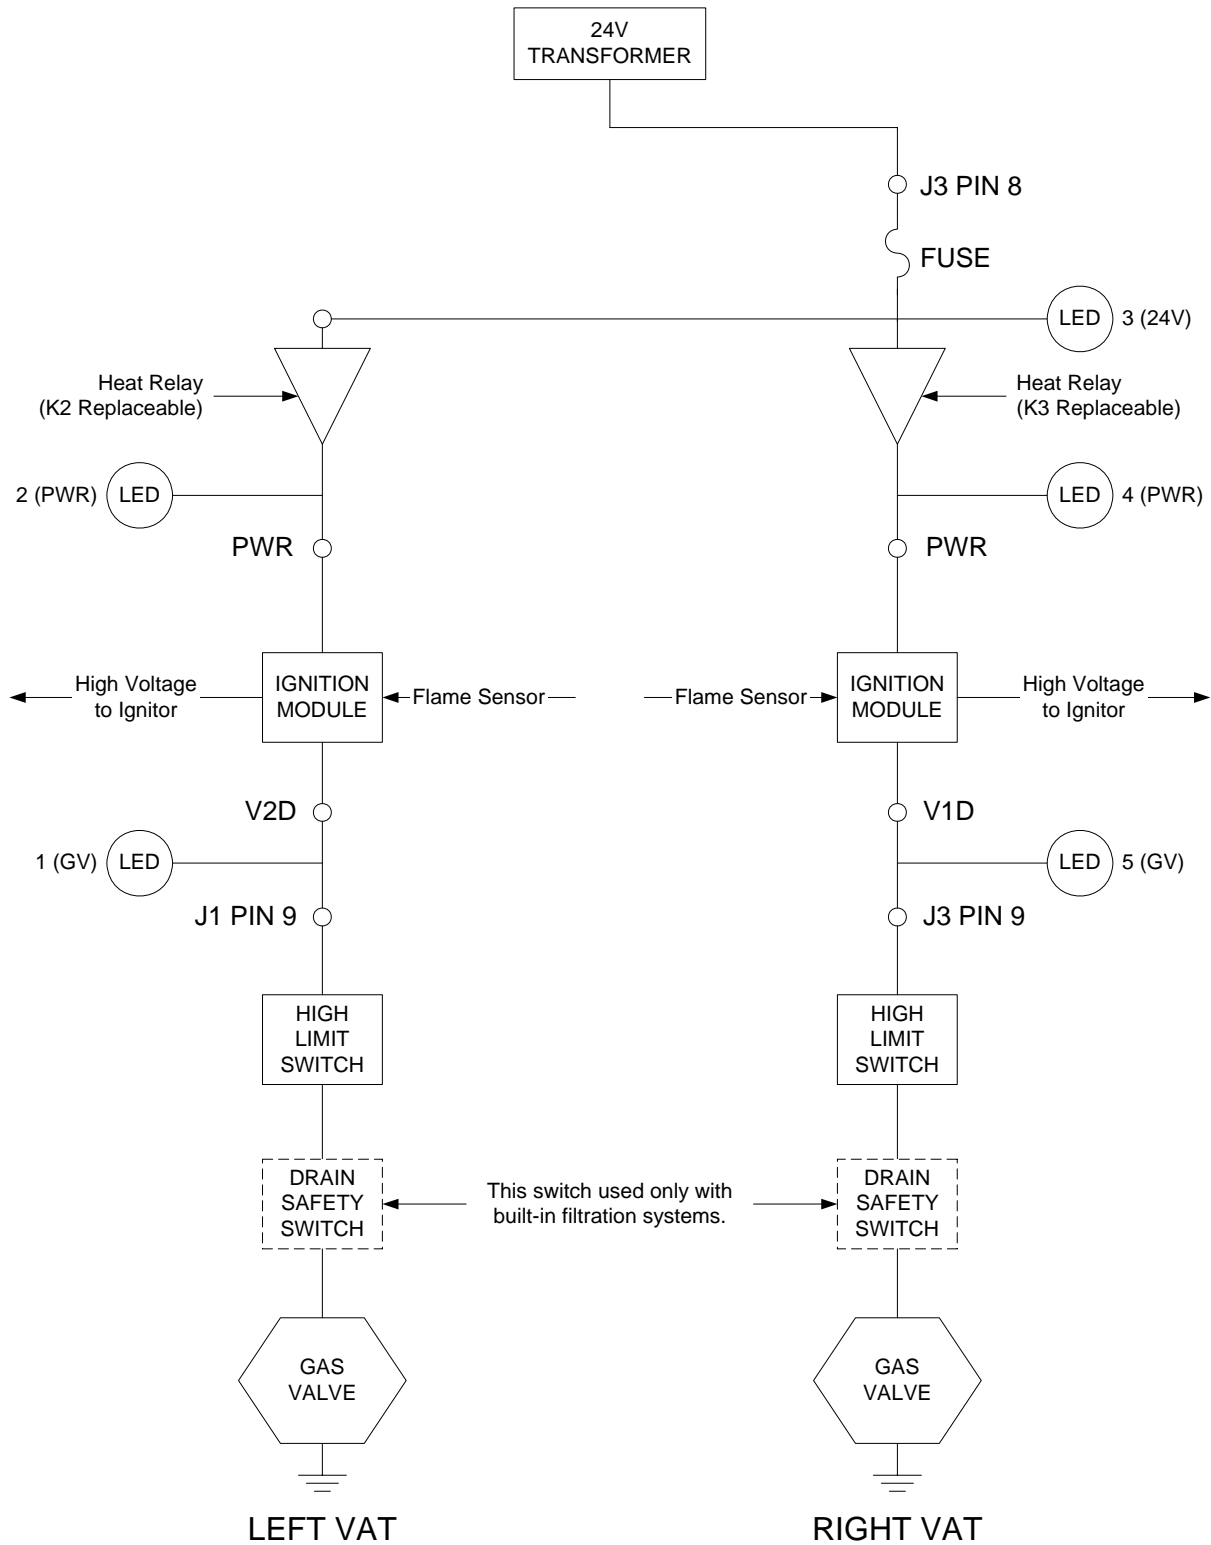 24V
TRANSFORMER
J3 PIN 8
FUSE
LED
3 (24V)
Heat Relay
(K2 Replaceable)
Heat Relay
(K3 Replaceable)
2 (PWR)
LED
LED
4 (PWR)
PWR
PWR
High Voltage
to Ignitor
IGNITION
MODULE
Flame Sensor
Flame Sensor
IGNITION
MODULE
High Voltage
to Ignitor
V2D
V1D
1 (GV)
LED
LED
5 (GV)
J1 PIN 9
J3 PIN 9
HIGH
LIMIT
SWITCH
HIGH
LIMIT
SWITCH
DRAIN
SAFETY
SWITCH
This switch used only with
built-in filtration systems.
DRAIN
SAFETY
SWITCH
GAS
VALVE
GAS
VALVE
LEFT VAT
RIGHT VAT